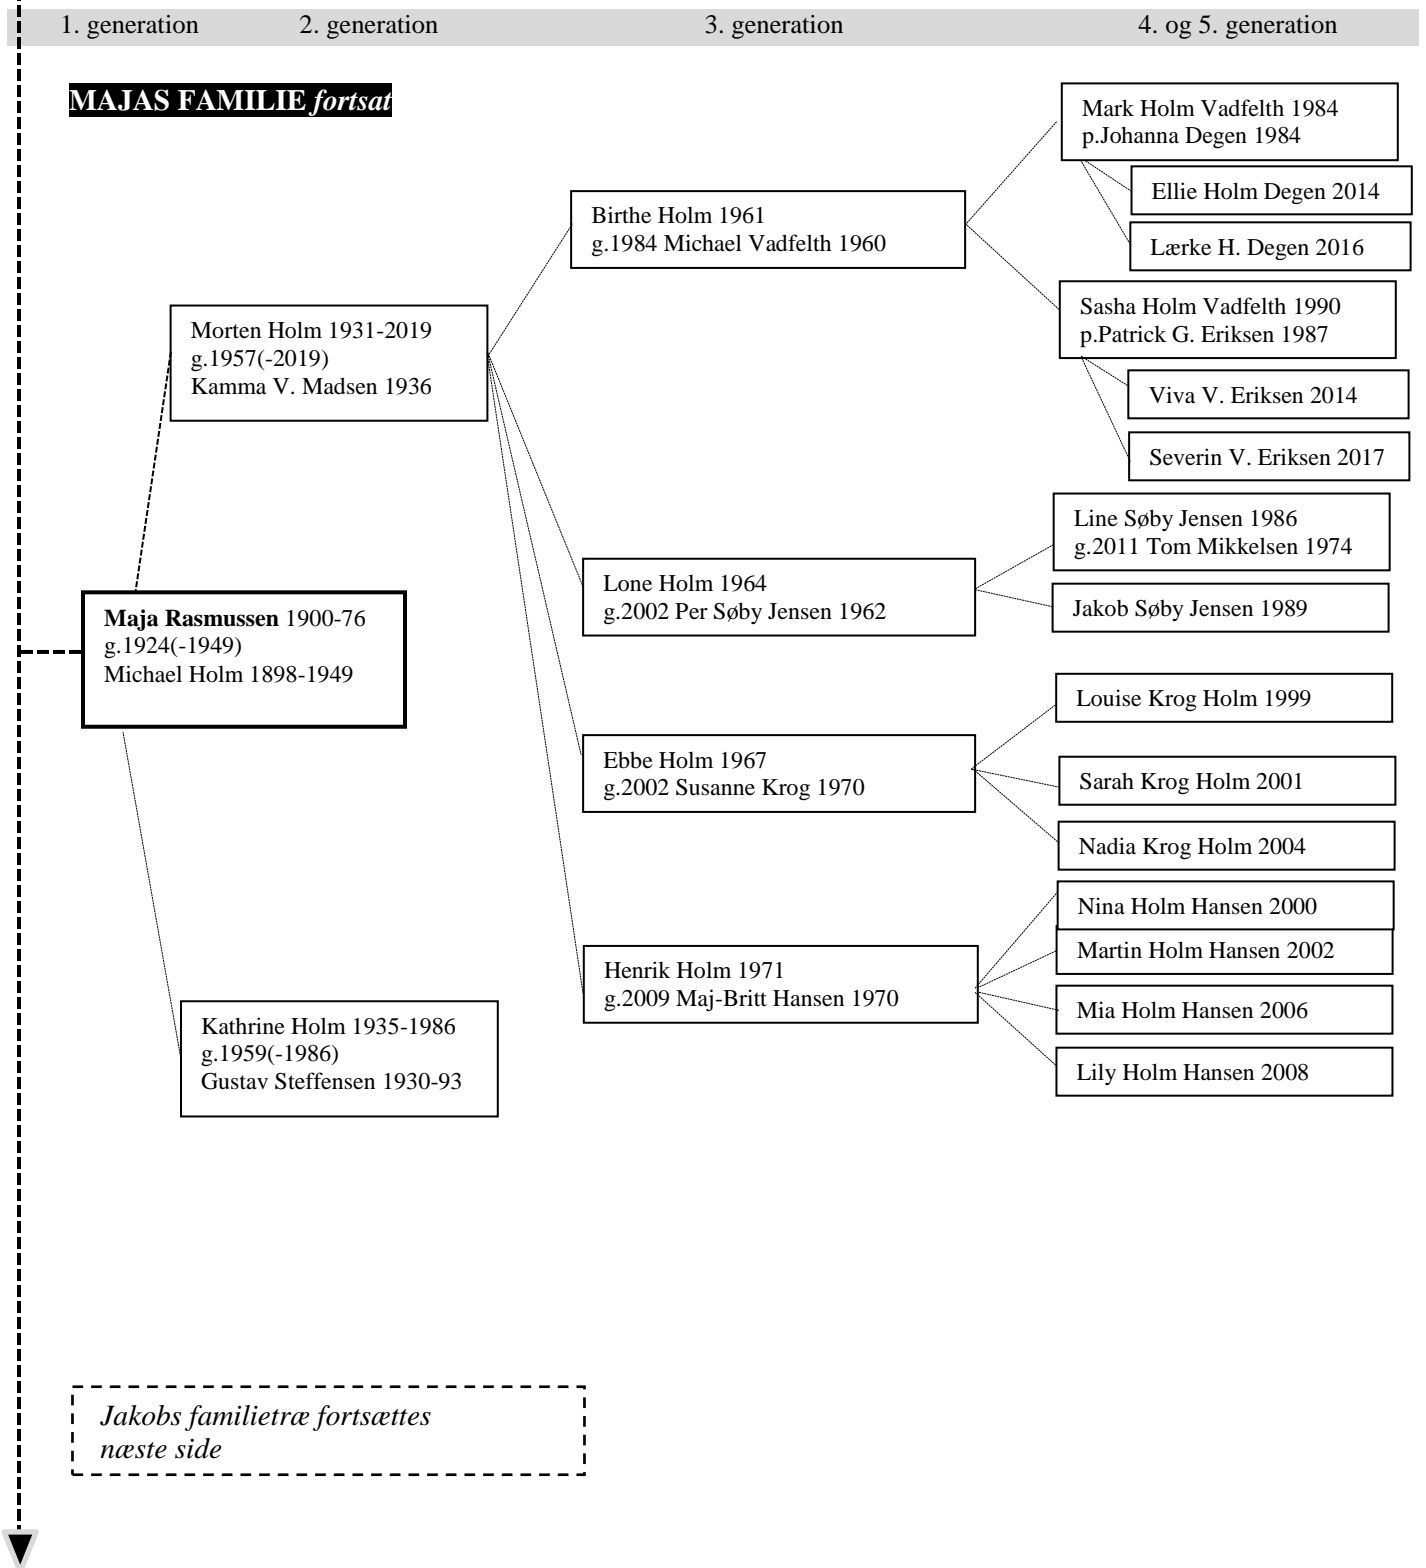 1. generation 2. generation 3. generation 4. og 5. generation
MAJAS FAMILIE fortsat
Mark Holm Vadfelth 1984
p.Johanna Degen 1984
Ellie Holm Degen 2014
Lærke H. Degen 2016
Birthe Holm 1961
g.1984 Michael Vadfelth 1960
Sasha Holm Vadfelth 1990
p.Patrick G. Eriksen 1987
Viva V. Eriksen 2014
Severin V. Eriksen 2017
Morten Holm 1931-2019
g.1957(-2019)
Kamma V. Madsen 1936
Line Søby Jensen 1986
g.2011 Tom Mikkelsen 1974
Lone Holm 1964
g.2002 Per Søby Jensen 1962
Jakob Søby Jensen 1989
Maja Rasmussen 1900-76
g.1924(-1949)
Michael Holm 1898-1949
Louise Krog Holm 1999
Ebbe Holm 1967
g.2002 Susanne Krog 1970
Sarah Krog Holm 2001
Nadia Krog Holm 2004
Nina Holm Hansen 2000
Martin Holm Hansen 2002
Henrik Holm 1971
g.2009 Maj-Britt Hansen 1970
Mia Holm Hansen 2006
Lily Holm Hansen 2008
Kathrine Holm 1935-1986
g.1959(-1986)
Gustav Steffensen 1930-93
Jakobs familietræ fortsættes
næste side